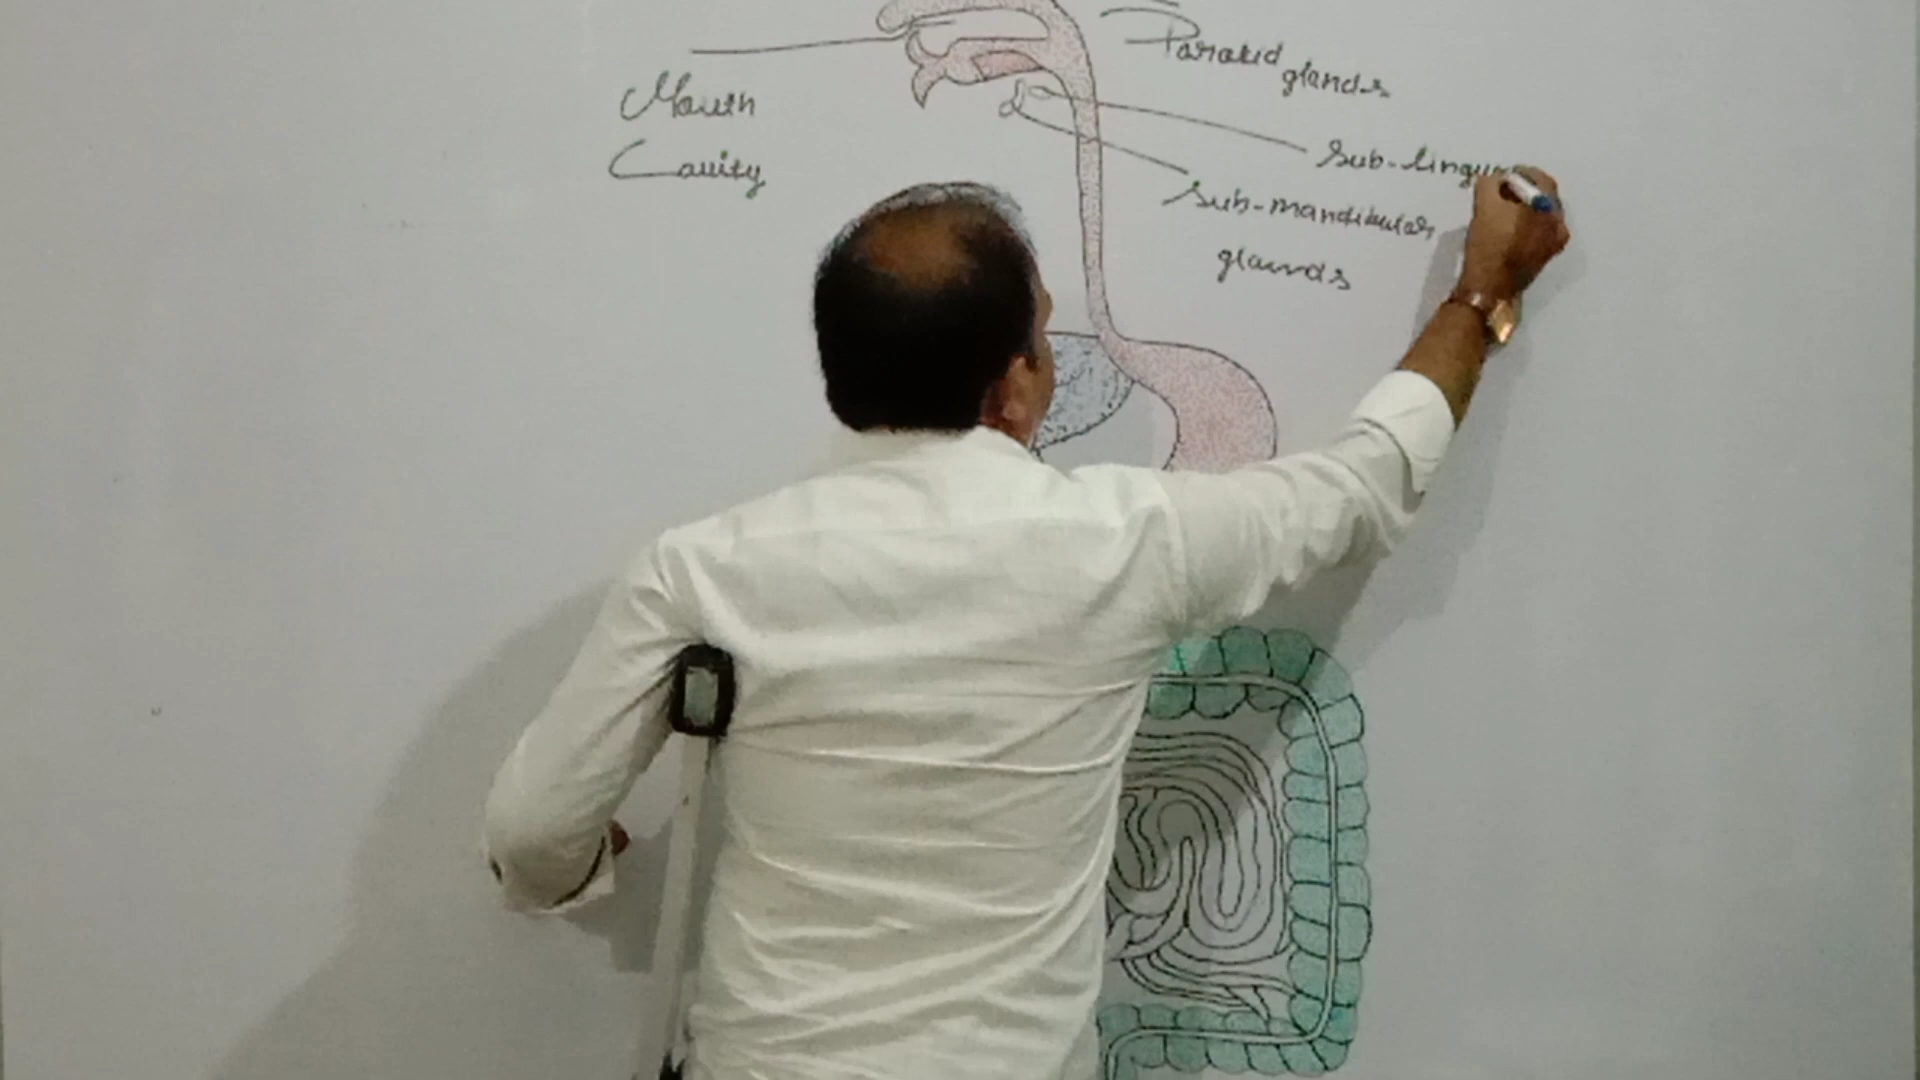 Mouth
Cavity
Parotid
glands
Sub-lingu
Sub-mandibular
glands